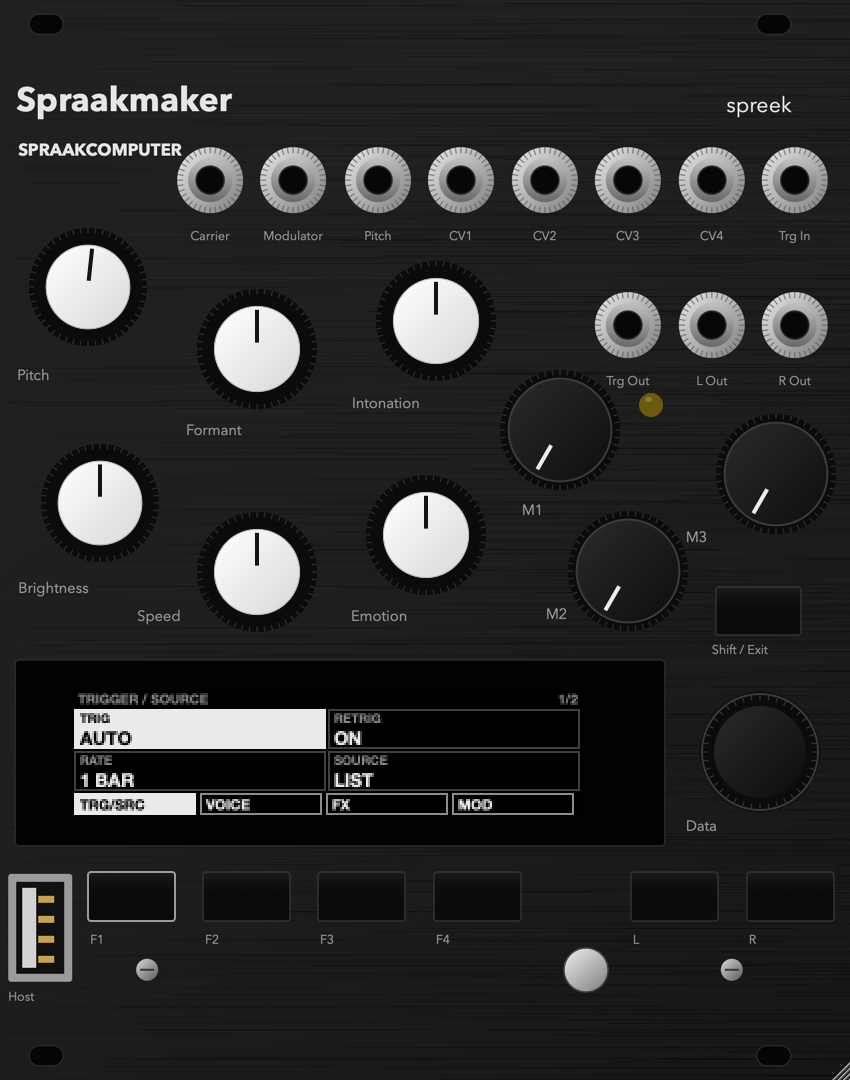 Spraakmaker
spreek
SPRAAKCOMPUTER
Carrier
Modulator
Pitch
CV1
CV2
CV3
CV4
Trg In
Pitch
Formant
Intonation
Trg Out
L Out
R Out
M1
M3
Brightness
Speed
Emotion
M2
Shift / Exit
TRIGGER / SOURCE 1/2
TRIG
AUTO
RETRIG
ON
RATE
1 BAR
SOURCE
LIST
TRG/SRC VOICE FX MOD
Data
F1
F2
F3
F4
L
R
Host